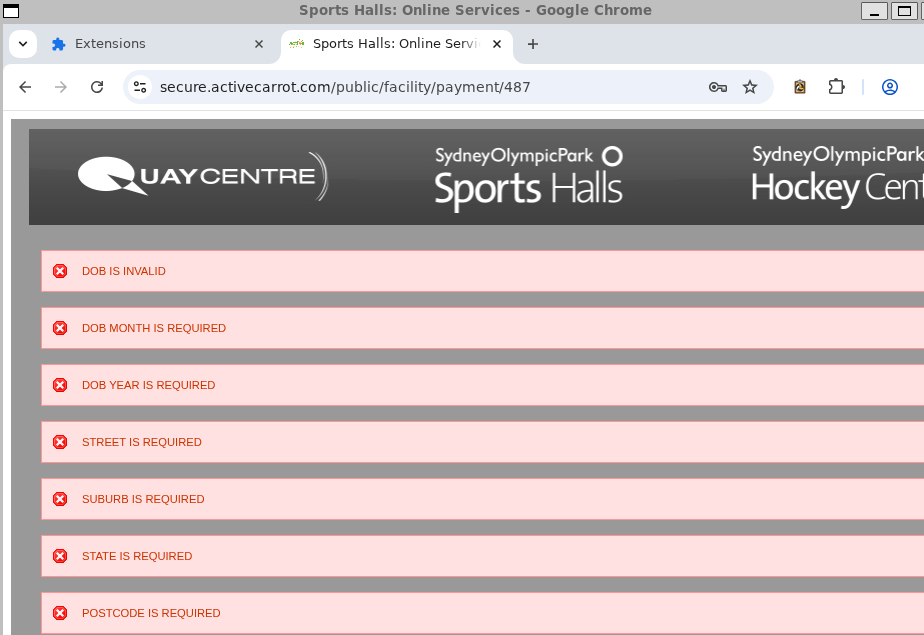 Sports Halls: Online Services - Google Chrome
Extensions
Sports Halls: Online Servi
secure.activecarrot.com/public/facility/payment/487
QUAYCENTRE
SydneyOlympicPark
Sports Halls
SydneyOlympicPark
Hockey Cent
DOB IS INVALID
DOB MONTH IS REQUIRED
DOB YEAR IS REQUIRED
STREET IS REQUIRED
SUBURB IS REQUIRED
STATE IS REQUIRED
POSTCODE IS REQUIRED